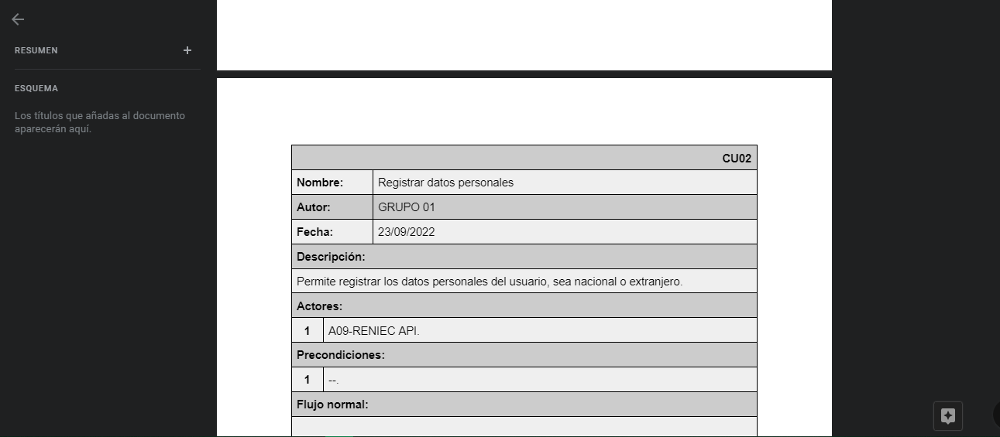 RESUMEN
ESQUEMA
Los títulos que añadas al documento
aparecerán aquí.
CU02
Nombre: Registrar datos personales
Autor: GRUPO 01
Fecha: 23/09/2022
Descripción:
Permite registrar los datos personales del usuario, sea nacional o extranjero.
Actores:
1 A09-RENIEC API.
Precondiciones:
1 --.
Flujo normal: